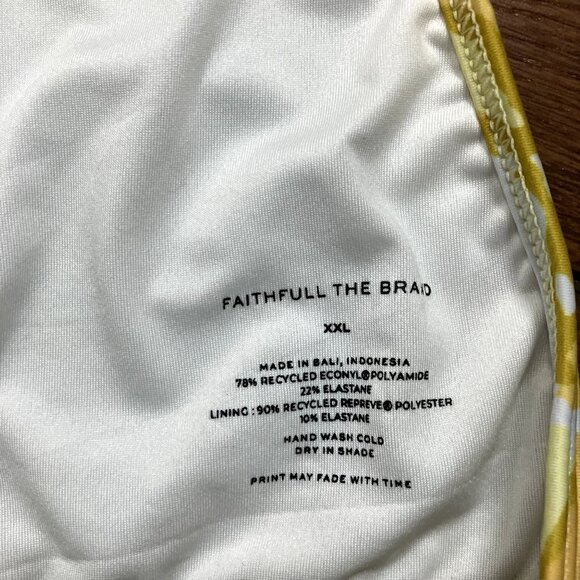 FAITHFULL THE BRAND
XXL
MADE IN BALI, INDONESIA
78% RECYCLED ECONYL®POLYAMIDE
22% ELASTANE
LINING : 90% RECYCLED REPREVE® POLYESTER
10% ELASTANE
HAND WASH COLD
DRY IN SHADE
PRINT MAY FADE WITH TIME